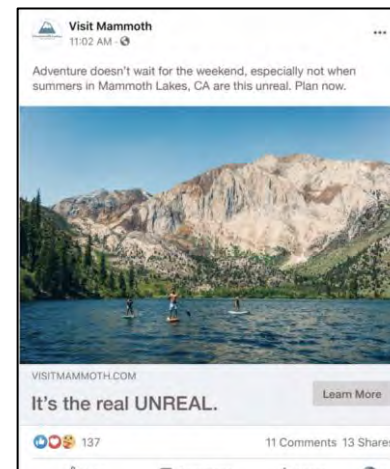 Visit Mammoth
11:02 AM ·
...
Adventure doesn't wait for the weekend, especially not when
summers in Mammoth Lakes, CA are this unreal. Plan now.
VISITMAMMOTH.COM
It's the real UNREAL.
Learn More
137
11 Comments 13 Shares